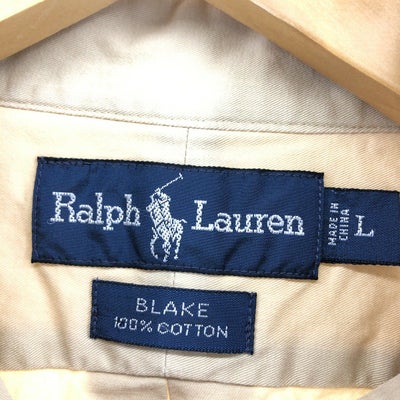 Ralph Lauren
MADE IN
CHINA
L
BLAKE
100% COTTON